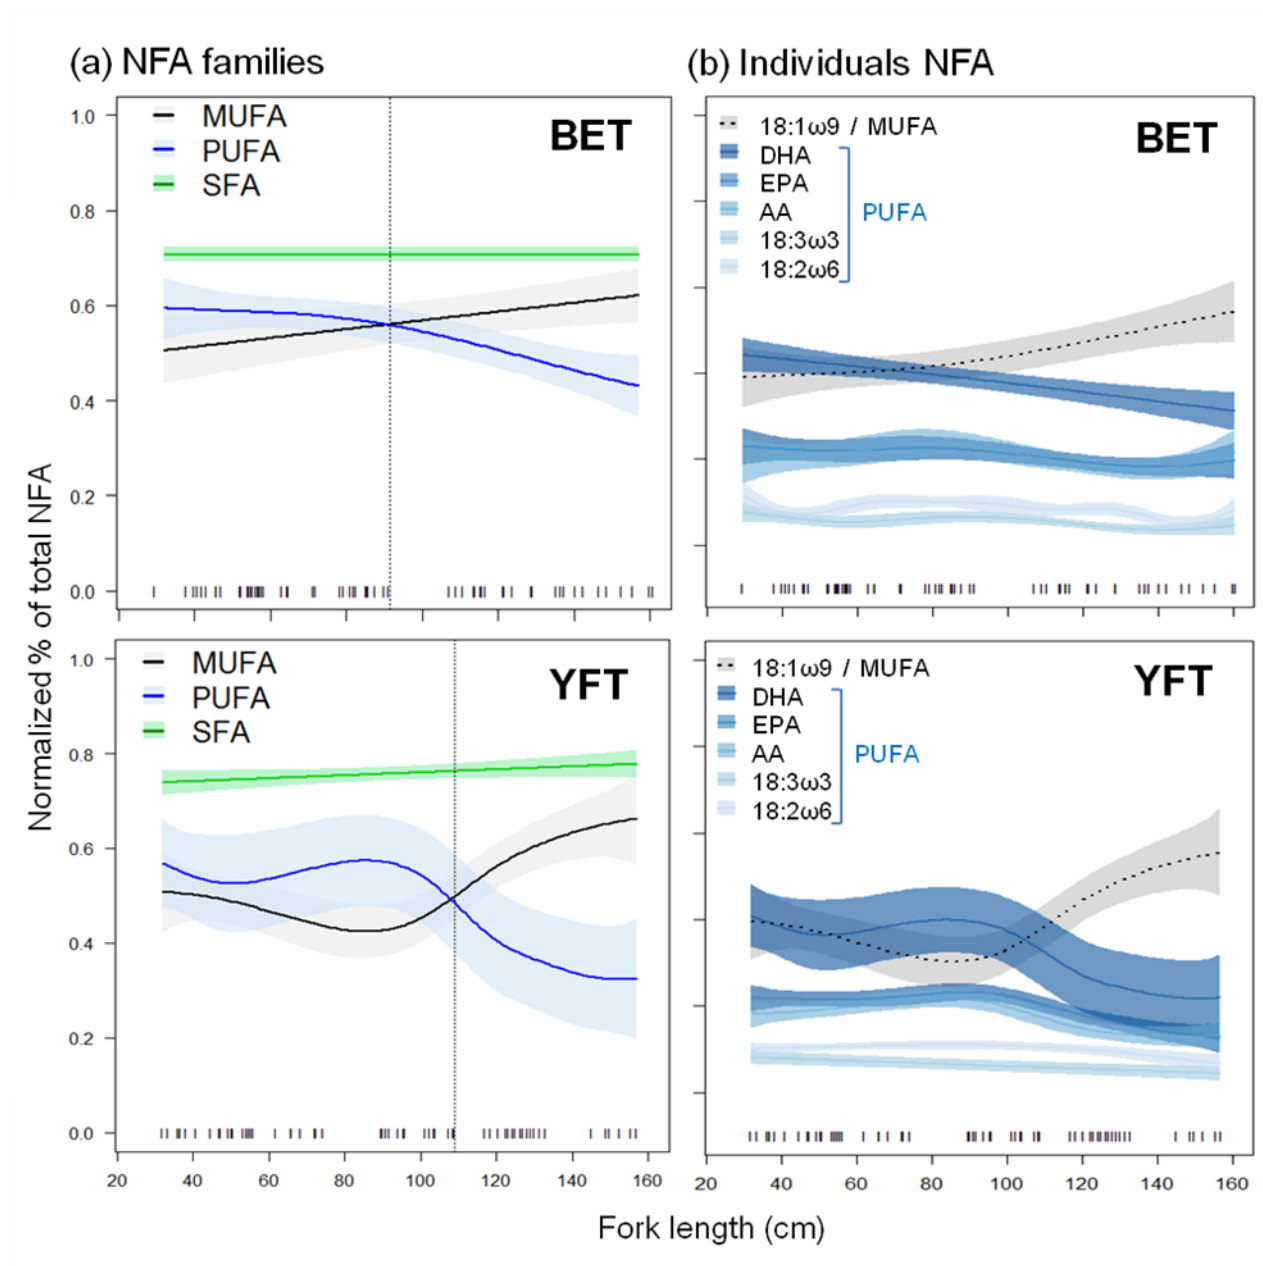 (a) NFA families
(b) Individuals NFA
1.0
0.8
0.6
0.4
0.2
0.0
MUFA
PUFA
SFA
BET
18:1ω9 / MUFA
DHA
EPA
AA
18:3ω3
18:2ω6
PUFA
BET
Normalized % of total NFA
1.0
0.8
0.6
0.4
0.2
0.0
MUFA
PUFA
SFA
YFT
20 40 60 80 100 120 140 160
18:1ω9 / MUFA
DHA
EPA
AA
18:3ω3
18:2ω6
PUFA
YFT
20 40 60 80 100 120 140 160
Fork length (cm)